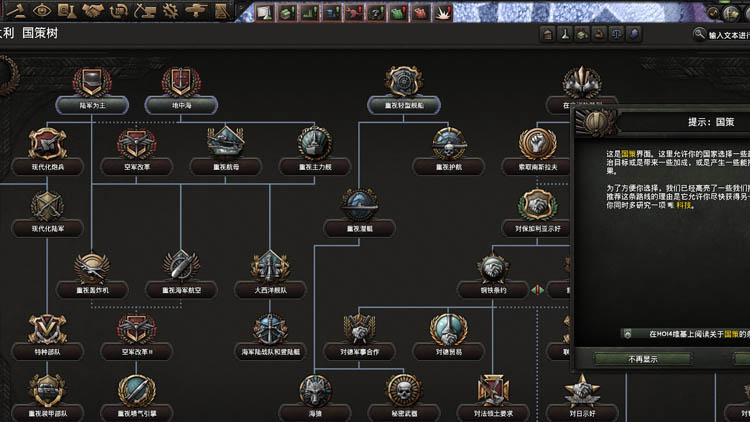 大利 国策树
输入文本进行
陆军为主
地中海
重视轻型舰船
现代化炮兵
空军改革
重视航母
重视主力舰
重视护航
索取南斯拉夫
现代化陆军
重视潜艇
对保加利亚示好
重视轰炸机
重视海军航空
大西洋舰队
钢铁条约
特种部队
空军改革II
海军陆战队和登陆艇
对德军事合作
对德贸易
重视装甲部队
重视喷气引擎
海狼
秘密武器
对法领土要求
对日示好
提示：国策
这是国策界面。这里允许你的国家选择一些
治目标或是带来一些加成，或是产生一些能
果。
为了方便你选择，我们已经高亮了一些我们
推荐这条路线的理由是它允许你尽快获得另一
你同时多研究一项 科技。
在HOI4维基上阅读关于国策的
不再显示